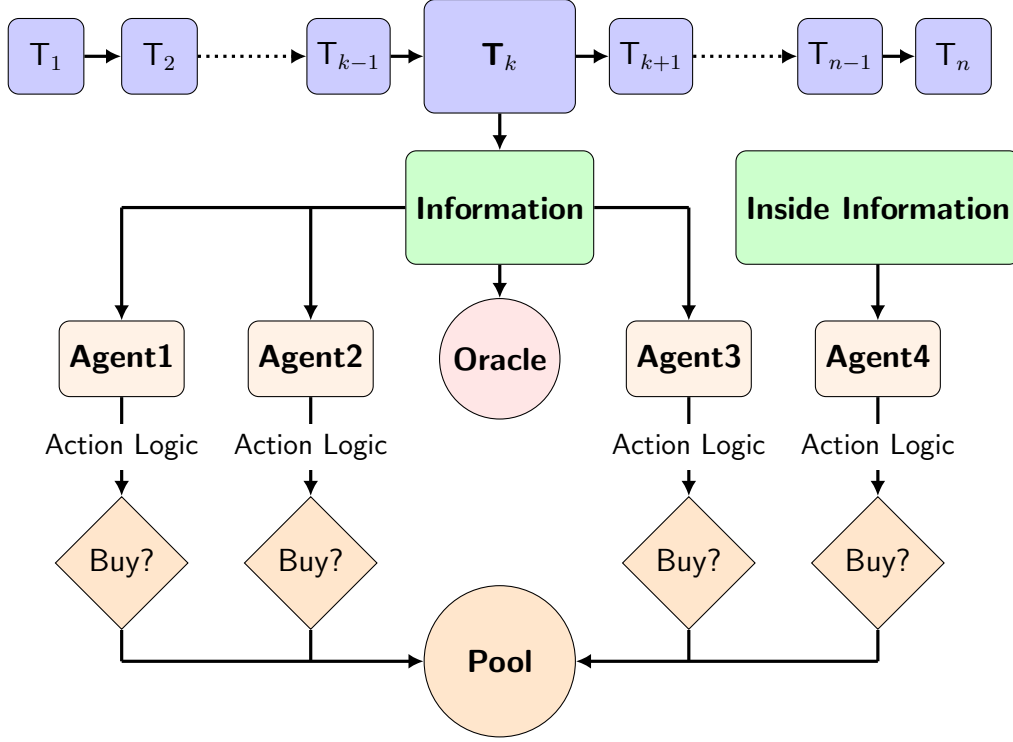 T₁ T₂ Tₖ₋₁ Tₖ Tₖ₊₁ Tₙ₋₁ Tₙ
Information Inside Information
Agent1 Agent2 Oracle Agent3 Agent4
Action Logic Action Logic Action Logic Action Logic
Buy? Buy? Buy? Buy?
Pool